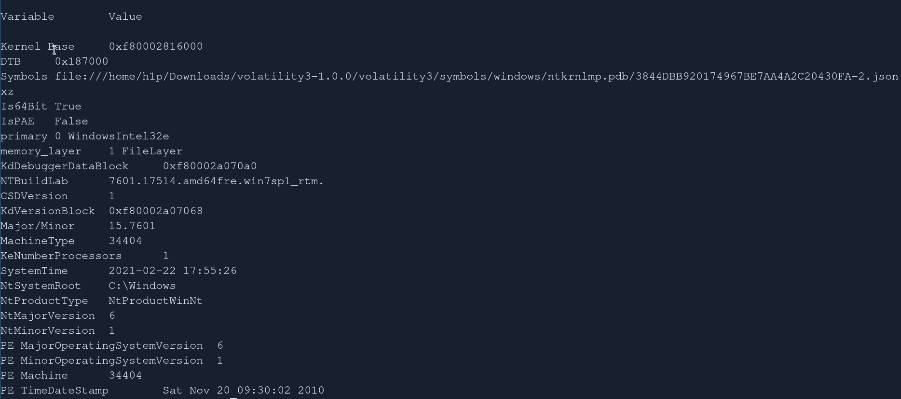 Variable Value
Kernel Base 0xf80002816000
DTB 0x187000
Symbols file:///home/h1p/Downloads/volatility3-1.0.0/volatility3/symbols/windows/ntkrnlmp.pdb/3844DBB920174967BE7AA4A2C20430FA-2.json
xz
Is64Bit True
IsPAE False
primary 0 WindowsIntel32e
memory_layer 1 FileLayer
KdDebuggerDataBlock 0xf80002a070a0
NTBuildLab 7601.17514.amd64fre.win7sp1_rtm.
CSDVersion 1
KdVersionBlock 0xf80002a07068
Major/Minor 15.7601
MachineType 34404
KeNumberProcessors 1
SystemTime 2021-02-22 17:55:26
NtSystemRoot C:\Windows
NtProductType NtProductWinNt
NtMajorVersion 6
NtMinorVersion 1
PE MajorOperatingSystemVersion 6
PE MinorOperatingSystemVersion 1
PE Machine 34404
PE TimeDateStamp Sat Nov 20 09:30:02 2010